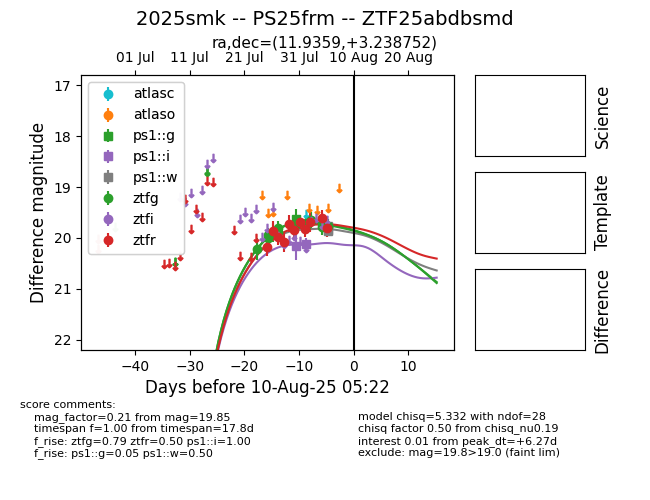 2025smk -- PS25frm -- ZTF25abdbsmd
ra,dec=(11.9359,+3.238752)
01 Jul 11 Jul 21 Jul 31 Jul 10 Aug 20 Aug
17
18
19
20
21
22
Difference magnitude
atlasc
atlaso
ps1::g
ps1::i
ps1::w
ztfg
ztfi
ztfr
−40 −30 −20 −10 0 10
Days before 10-Aug-25 05:22
Science
Template
Difference
score comments:
mag_factor=0.21 from mag=19.85
timespan f=1.00 from timespan=17.8d
f_rise: ztfg=0.79 ztfr=0.50 ps1::i=1.00
f_rise: ps1::g=0.05 ps1::w=0.50
model chisq=5.332 with ndof=28
chisq factor 0.50 from chisq_nu0.19
interest 0.01 from peak_dt=+6.27d
exclude: mag=19.8>19.0 (faint lim)